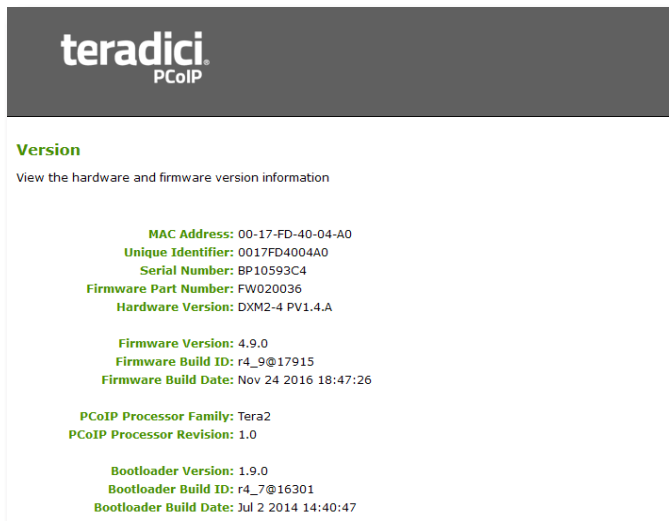 teradici.
PCoIP
Version
View the hardware and firmware version information
MAC Address: 00-17-FD-40-04-A0
Unique Identifier: 0017FD4004A0
Serial Number: BP10593C4
Firmware Part Number: FW020036
Hardware Version: DXM2-4 PV1.4.A
Firmware Version: 4.9.0
Firmware Build ID: r4_9@17915
Firmware Build Date: Nov 24 2016 18:47:26
PCoIP Processor Family: Tera2
PCoIP Processor Revision: 1.0
Bootloader Version: 1.9.0
Bootloader Build ID: r4_7@16301
Bootloader Build Date: Jul 2 2014 14:40:47